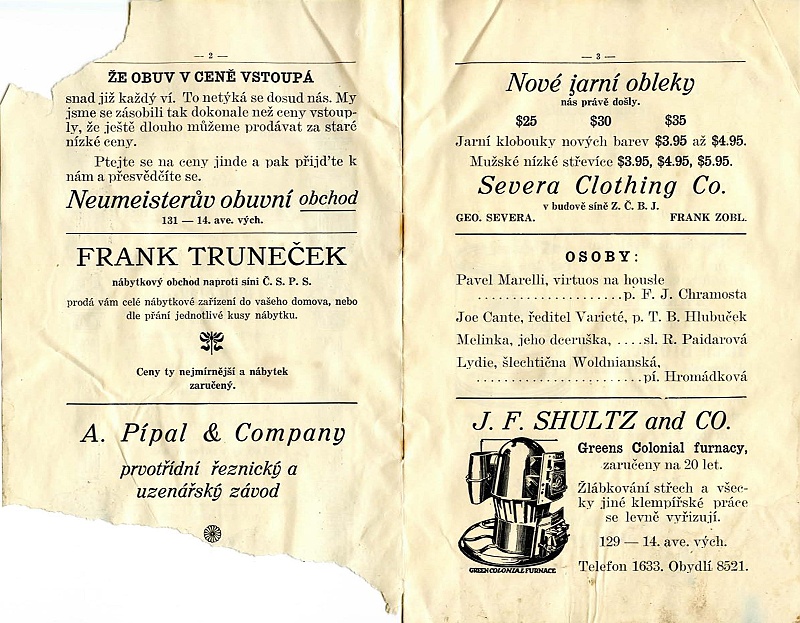 — 2 —
ŽE OBUV V CENĚ VSTOUPÁ
snad již každý ví. To netýká se dosud nás. My
jsme se zásobili tak dokonale než ceny vstoup-
ly, že ještě dlouho můžeme prodávat za staré
nízké ceny.
Ptejte se na ceny jinde a pak přijďte k
nám a přesvědčíte se.
Neumeisterův obuvní obchod
131 — 14. ave. vých.
FRANK TRUNEČEK
nábytkový obchod naproti síni Č. S. P. S.
prodá vám celé nábytkové zařízení do vašeho domova, nebo
dle přání jednotlivé kusy nábytku.
Ceny ty nejmírnější a nábytek
zaručený.
A. Pípal & Company
prvotřídní řeznický a
uzenářský závod
— 3 —
Nové jarní obleky
nás právě došly.
$25 $30 $35
Jarní klobouky nových barev $3.95 až $4.95.
Mužské nízké střevíce $3.95, $4.95, $5.95.
Severa Clothing Co.
v budově síně Z. Č. B. J.
GEO. SEVERA. FRANK ZOBL.
OSOBY:
Pavel Marelli, virtuos na housle
.....................p. F. J. Chramosta
Joe Cante, ředitel Varieté, p. T. B. Hlubuček
Melinka, jeho dceruška, ....sl. R. Paidarová
Lydie, šlechtična Woldnianská,
........................pí. Hromádková
J. F. SHULTZ and CO.
Greens Colonial furnacy,
zaručeny na 20 let.
Žlábkování střech a všec-
ky jiné klempířské práce
se levně vyřizují.
129 — 14. ave. vých.
Telefon 1633. Obydlí 8521.
GREEN COLONIAL FURNACE